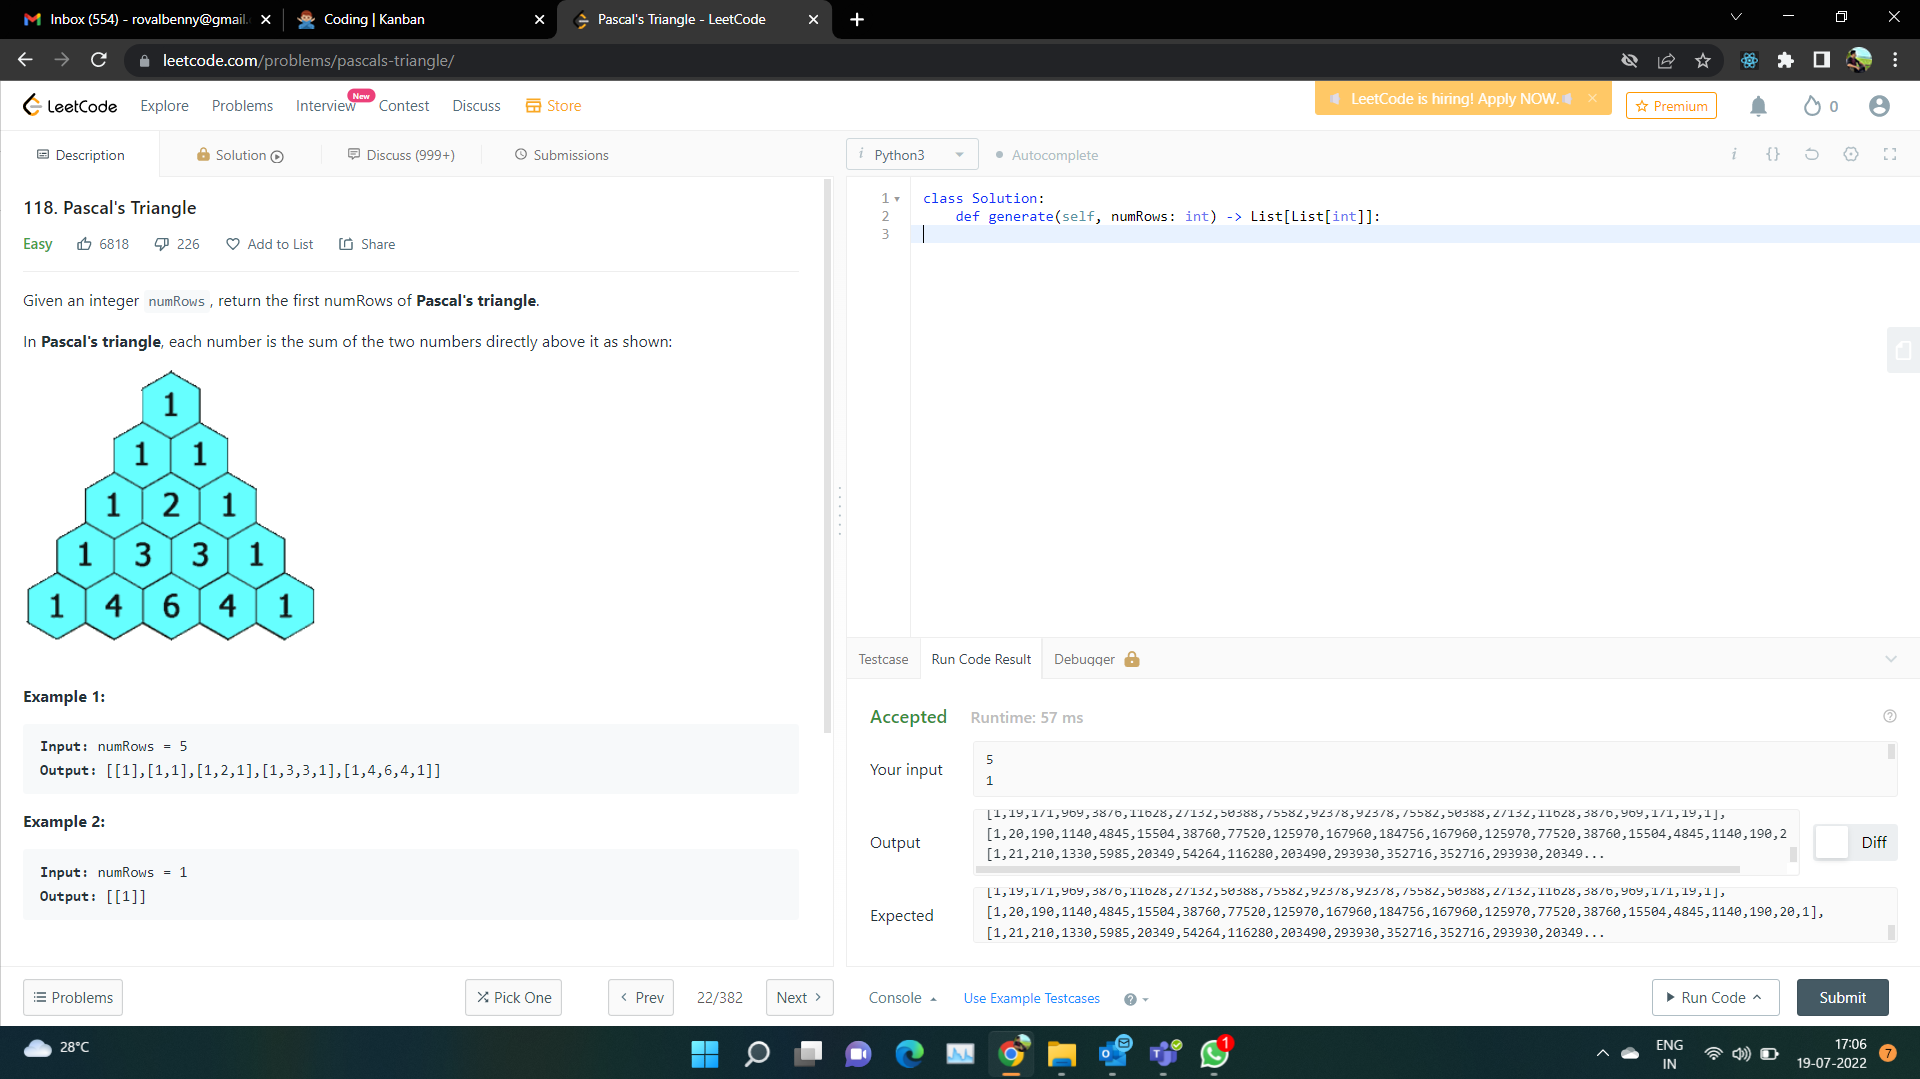 Inbox (554) - rovalbenny@gmail.
Coding | Kanban
Pascal's Triangle - LeetCode
leetcode.com/problems/pascals-triangle/
LeetCode
Explore
Problems
Interview
New
Contest
Discuss
Store
LeetCode is hiring! Apply NOW.
Premium
0
Description
Solution
Discuss (999+)
Submissions
i Python3
Autocomplete
i {}
118. Pascal's Triangle
Easy
6818
226
Add to List
Share
Given an integer numRows, return the first numRows of Pascal's triangle.
In Pascal's triangle, each number is the sum of the two numbers directly above it as shown:
1
1 1
1 2 1
1 3 3 1
1 4 6 4 1
Example 1:
Input: numRows = 5
Output: [[1],[1,1],[1,2,1],[1,3,3,1],[1,4,6,4,1]]
Example 2:
Input: numRows = 1
Output: [[1]]
Problems
Pick One
Prev
22/382
Next
1 class Solution:
2 def generate(self, numRows: int) -> List[List[int]]:
3
Testcase
Run Code Result
Debugger
Accepted
Runtime: 57 ms
Your input
5
1
Output
[1,19,171,969,3876,11628,27132,50388,75582,92378,92378,75582,50388,27132,11628,3876,969,171,19,1],
[1,20,190,1140,4845,15504,38760,77520,125970,167960,184756,167960,125970,77520,38760,15504,4845,1140,190,2
[1,21,210,1330,5985,20349,54264,116280,203490,293930,352716,352716,293930,20349...
Diff
Expected
[1,19,171,969,3876,11628,27132,50388,75582,92378,92378,75582,50388,27132,11628,3876,969,171,19,1],
[1,20,190,1140,4845,15504,38760,77520,125970,167960,184756,167960,125970,77520,38760,15504,4845,1140,190,20,1],
[1,21,210,1330,5985,20349,54264,116280,203490,293930,352716,352716,293930,20349...
Console
Use Example Testcases
Run Code
Submit
28°C
1
ENG
IN
17:06
19-07-2022
7